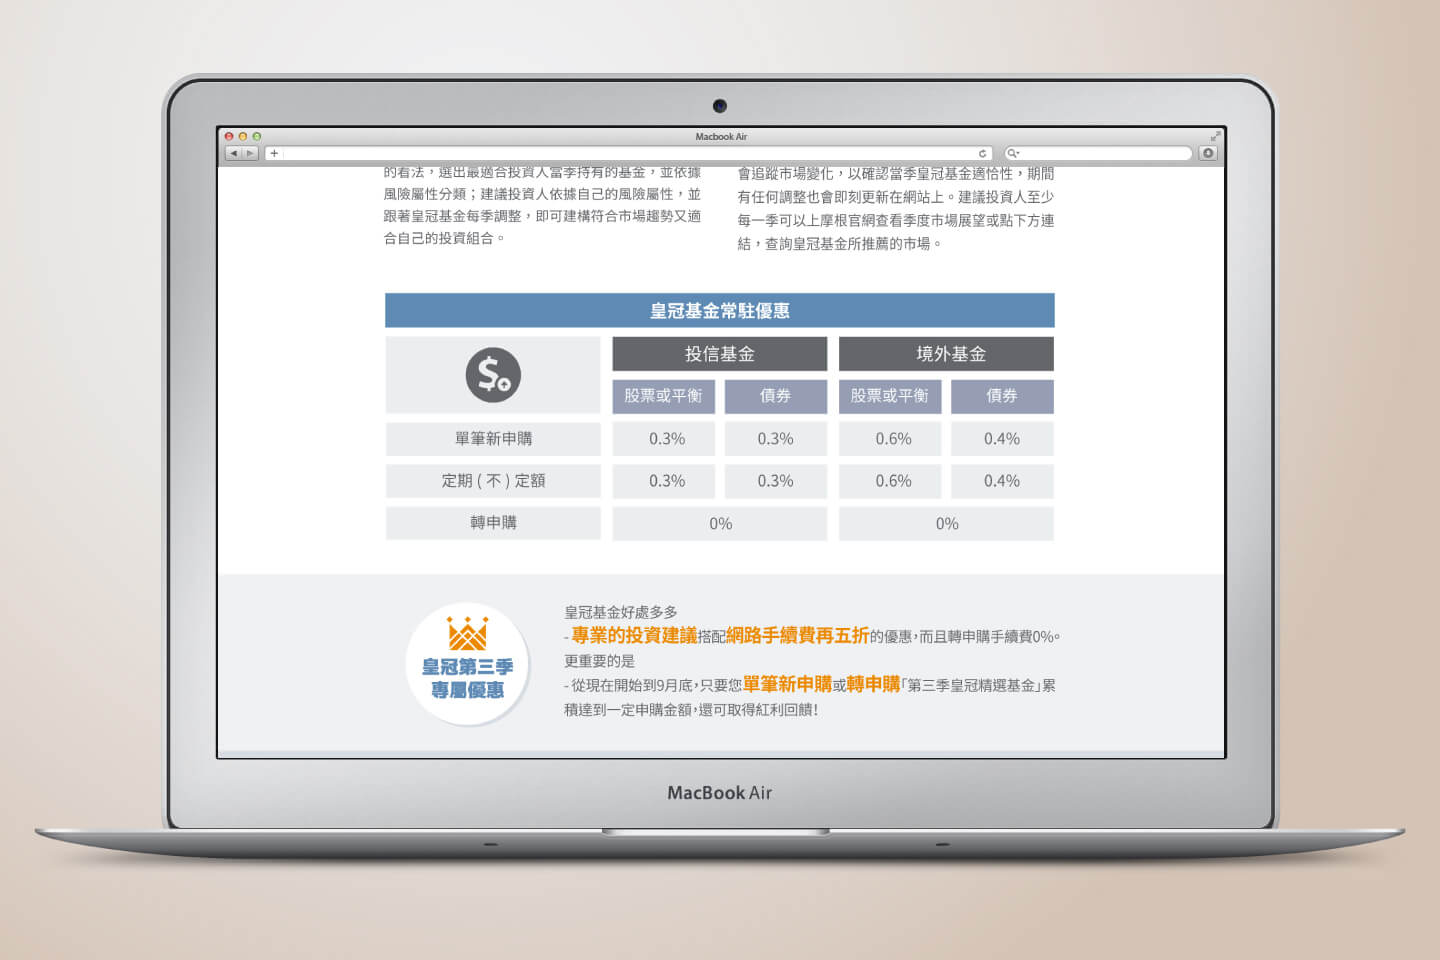 Macbook Air
的看法，選出最適合投資人當季持有的基金，並依據
風險屬性分類；建議投資人依據自己的風險屬性，並
跟著皇冠基金每季調整，即可建構符合市場趨勢又適
合自己的投資組合。
會追蹤市場變化，以確認當季皇冠基金適恰性，期間
有任何調整也會即刻更新在網站上。建議投資人至少
每一季可以上摩根官網查看季度市場展望或點下方連
結，查詢皇冠基金所推薦的市場。
皇冠基金常駐優惠
投信基金 境外基金
股票或平衡 債券 股票或平衡 債券
單筆新申購 0.3% 0.3% 0.6% 0.4%
定期 ( 不 ) 定額 0.3% 0.3% 0.6% 0.4%
轉申購 0% 0%
皇冠第三季
專屬優惠
皇冠基金好處多多
- 專業的投資建議搭配網路手續費再五折的優惠，而且轉申購手續費0%。
更重要的是
- 從現在開始到9月底，只要您單筆新申購或轉申購「第三季皇冠精選基金」累
積達到一定申購金額，還可取得紅利回饋！
MacBook Air